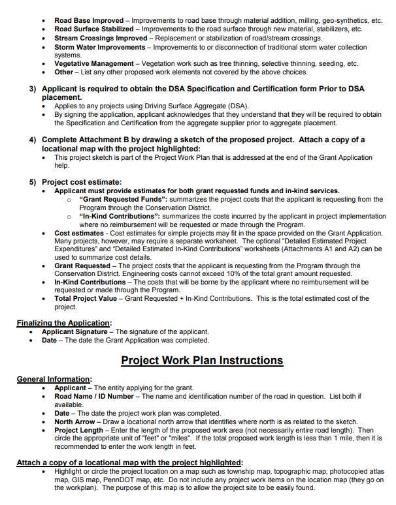 • Road Base Improved – Improvements to road base through material addition, milling, geo-synthetics, etc.
• Road Surface Stabilized – Improvements to the road surface through new material, stabilizers, etc.
• Stream Crossings Improved – Replacement or stabilization of road/stream crossings.
• Storm Water Improvements – Improvements to or disconnection of traditional storm water collection
systems.
• Vegetative Management – Vegetation work such as tree thinning, selective thinning, seeding, etc.
• Other – List any other proposed work elements not covered by the above choices.
3) Applicant is required to obtain the DSA Specification and Certification form Prior to DSA
placement.
• Applies to any projects using Driving Surface Aggregate (DSA).
• By signing the application, applicant acknowledges that they understand that they will be required to obtain
the Specification and Certification from the aggregate supplier prior to aggregate placement.
4) Complete Attachment B by drawing a sketch of the proposed project. Attach a copy of a
locational map with the project highlighted:
• This project sketch is part of the Project Work Plan that is addressed at the end of the Grant Application
help.
5) Project cost estimate:
• Applicant must provide estimates for both grant requested funds and in-kind services.
o "Grant Requested Funds": summarizes the project costs that the applicant is requesting from the
Program through the Conservation District.
o "In-Kind Contributions": summarizes the costs incurred by the applicant in project implementation
where no reimbursement will be requested or made through the Program.
• Cost estimates - Cost estimates for simple projects may fit in the space provided on the Grant Application.
Many projects, however, may require a separate worksheet. The optional "Detailed Estimated Project
Expenditures" and "Detailed Estimated In-Kind Contributions" worksheets (Attachments A1 and A2) can be
used to summarize cost details.
• Grant Requested – The project costs that the applicant is requesting from the Program through the
Conservation District. Engineering costs cannot exceed 10% of the total grant amount requested.
• In-Kind Contributions – The costs that will be borne by the applicant where no reimbursement will be
requested or made through the Program.
• Total Project Value – Grant Requested + In-Kind Contributions. This is the total estimated cost of the
project.
Finalizing the Application:
• Applicant Signature – The signature of the applicant.
• Date – The date the Grant Application was completed.
Project Work Plan Instructions
General Information:
• Applicant – The entity applying for the grant.
• Road Name / ID Number – The name and identification number of the road in question. List both if
available.
• Date – The date the project work plan was completed.
• North Arrow – Draw a locational north arrow that identifies where north is as related to the sketch.
• Project Length – Enter the length of the proposed work area (not necessarily entire road length). Then
circle the appropriate unit of "feet" or "miles". If the total proposed work length is less than 1 mile, then it is
recommended to enter the work length in feet.
Attach a copy of a locational map with the project highlighted:
• Highlight or circle the project location on a map such as township map, topographic map, photocopied atlas
map, GIS map, PennDOT map, etc. Do not include any project work items on the location map (they go on
the workplan). The purpose of this map is to allow the project site to be easily found.